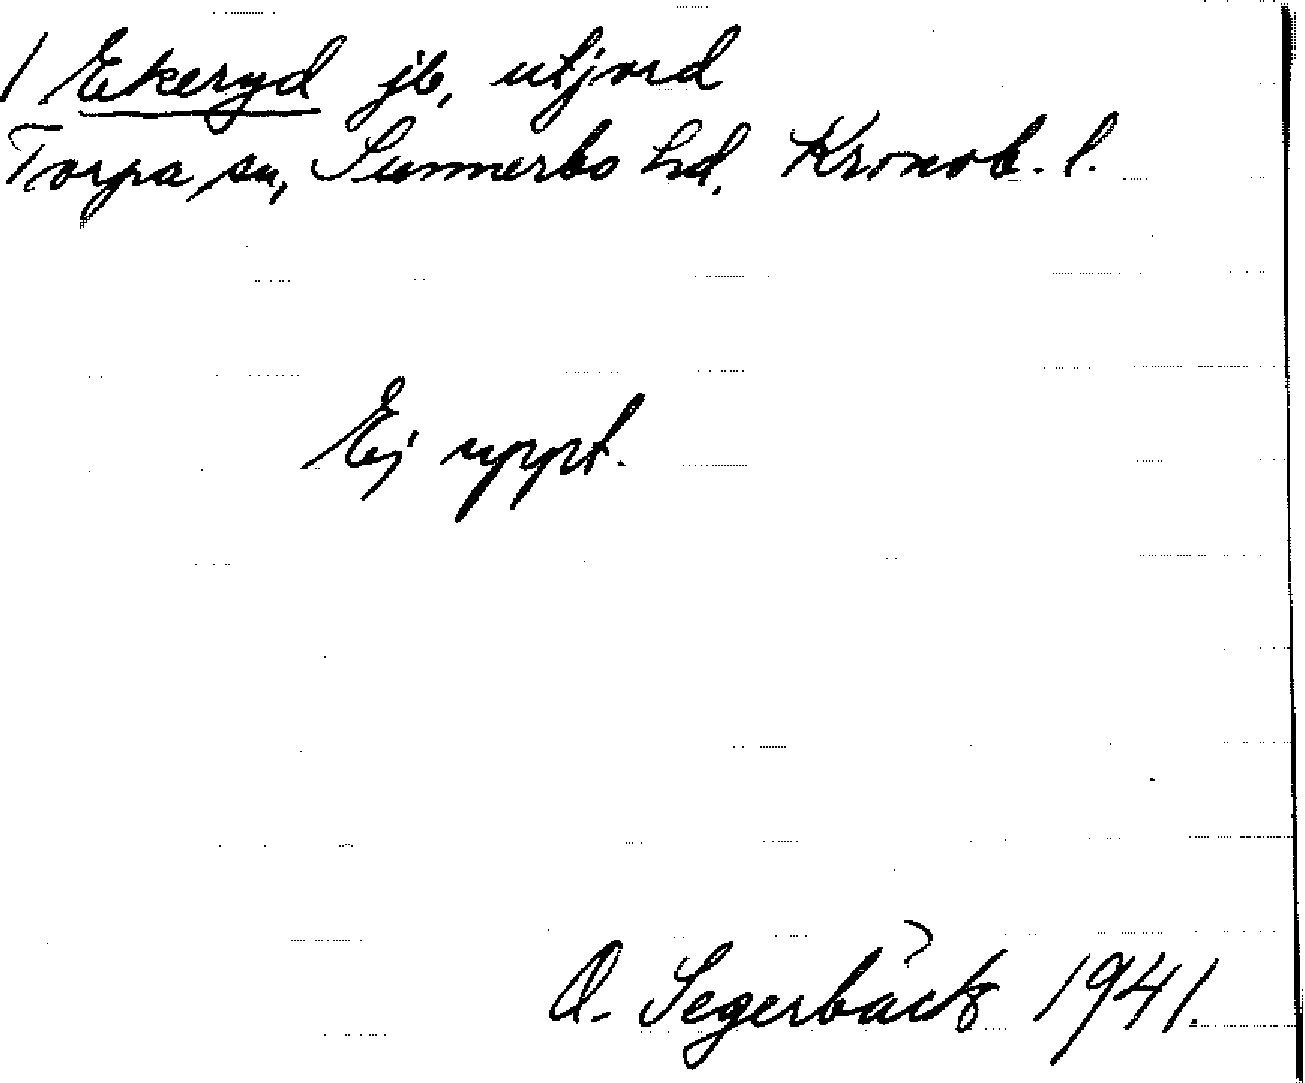 1 Ekeryd jb, utjord
Torpa sn, Sunnerbo hd, Kronob. l.
Ej uppt.
O. Segerbäck 1941.